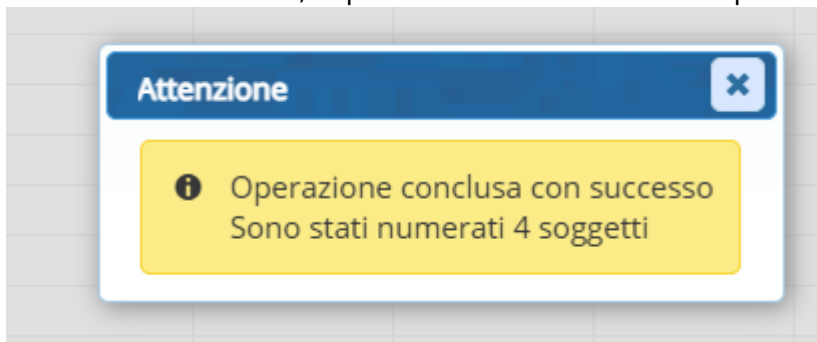 Attenzione
Operazione conclusa con successo
Sono stati numerati 4 soggetti